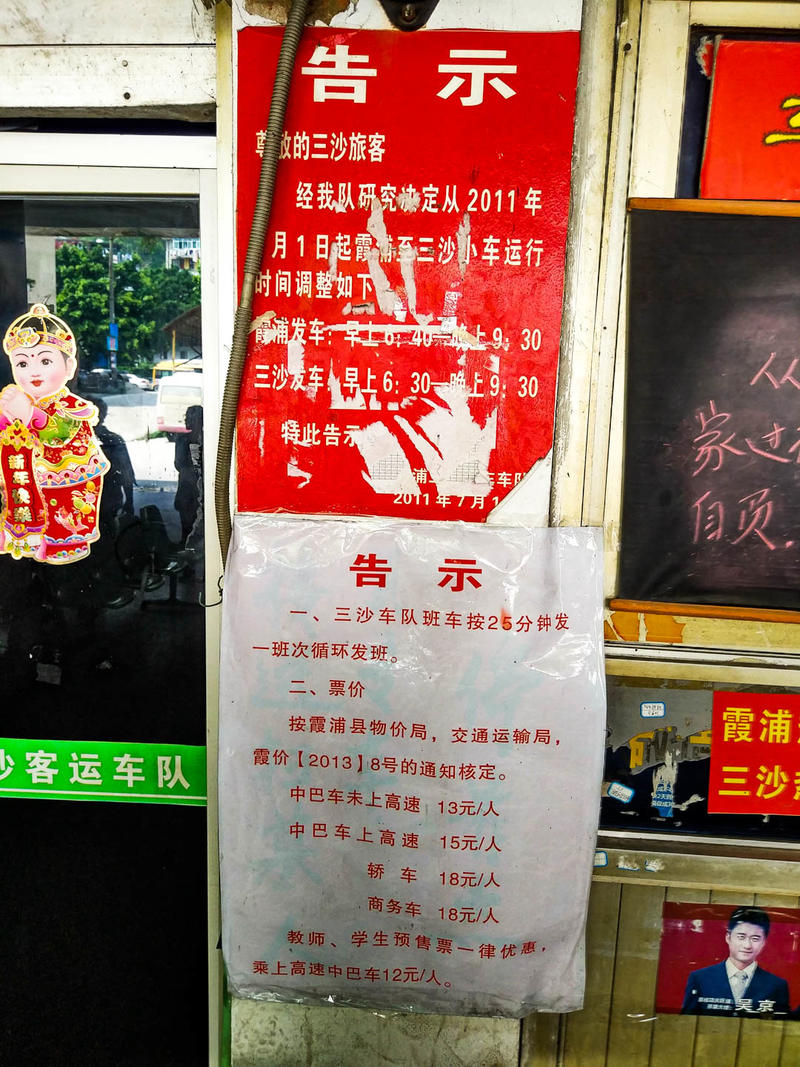 告 示
尊敬的三沙旅客
经我队研究决定从2011年
月1日起霞浦至三沙小车运行
时间调整如下
霞浦发车：早上6：40—晚上9：30
三沙发车：早上6：30—晚上9：30
特此告示
浦 车队
2011年7月1
告 示
一、三沙车队班车按25分钟发
一班次循环发班。
二、票价
按霞浦县物价局，交通运输局，
霞价【2013】8号的通知核定。
中巴车未上高速 13元/人
中巴车上高速 15元/人
轿 车 18元/人
商务车 18元/人
教师、学生预售票一律优惠，
乘上高速中巴车12元/人。
新年快乐
沙客运车队
从
家过
自页
霞浦
三沙
吴京